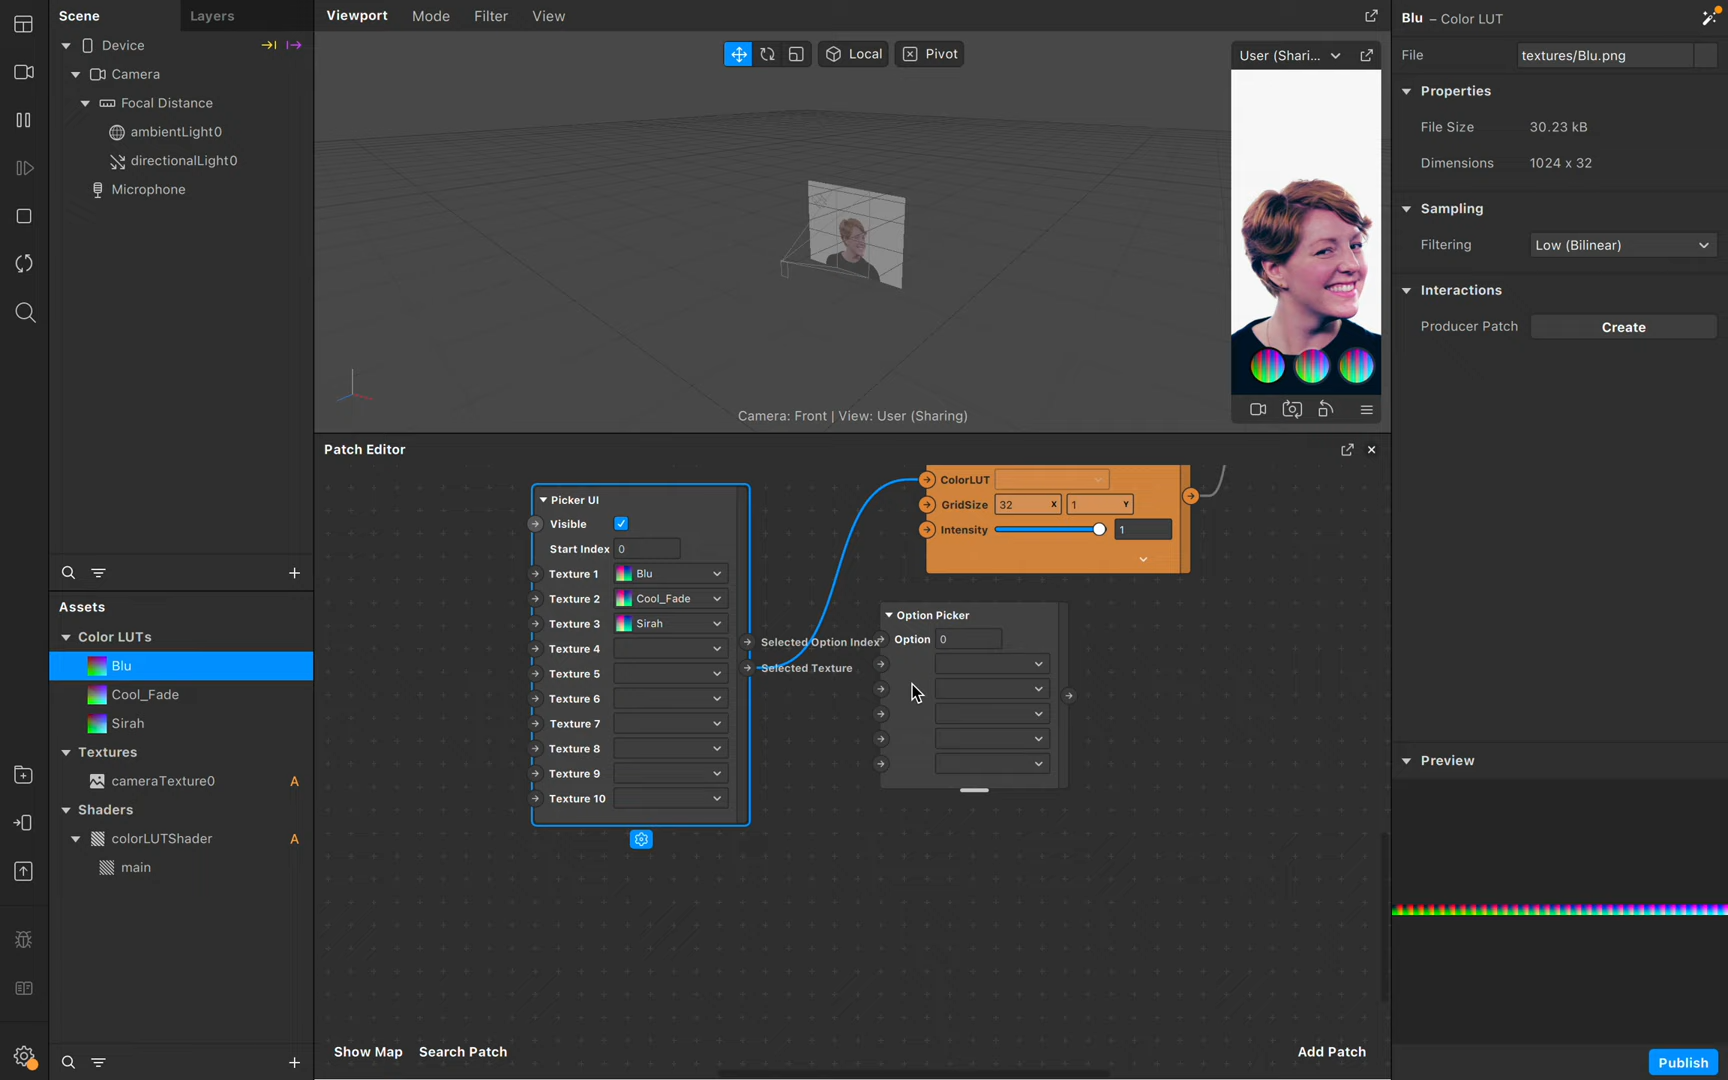 Scene
Layers
Device
Camera
Focal Distance
ambientLight0
directionalLight0
Microphone
Assets
Color LUTs
Blu
Cool_Fade
Sirah
Textures
cameraTexture0 A
Shaders
colorLUTShader A
main
Viewport Mode Filter View
Local
Pivot
User (Shari...
Camera: Front | View: User (Sharing)
Patch Editor
Picker UI
Visible
Start Index 0
Texture 1 Blu
Texture 2 Cool_Fade
Texture 3 Sirah
Texture 4
Texture 5
Texture 6
Texture 7
Texture 8
Texture 9
Texture 10
Selected Option Index
Selected Texture
ColorLUT
GridSize 32 X 1 Y
Intensity 1
Option Picker
Option 0
Show Map
Search Patch
Add Patch
Blu – Color LUT
File textures/Blu.png
Properties
File Size 30.23 kB
Dimensions 1024 x 32
Sampling
Filtering Low (Bilinear)
Interactions
Producer Patch Create
Preview
Publish